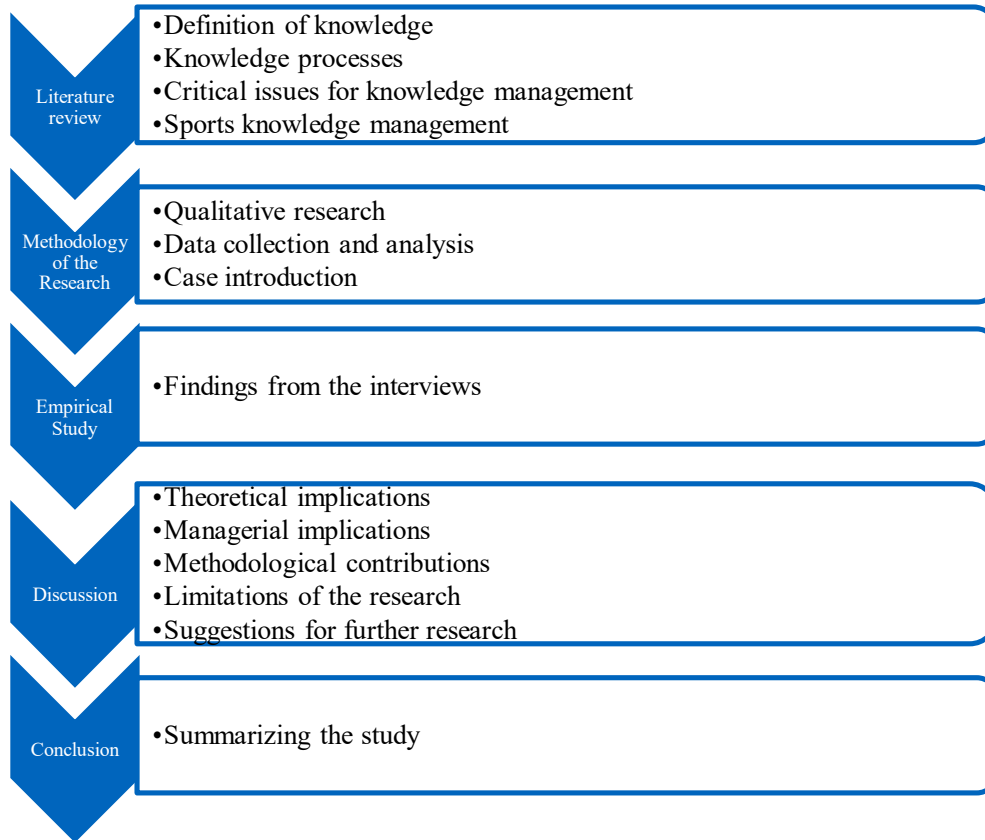 Literature
review
•Definition of knowledge
•Knowledge processes
•Critical issues for knowledge management
•Sports knowledge management
Methodology
of the
Research
•Qualitative research
•Data collection and analysis
•Case introduction
Empirical
Study
•Findings from the interviews
Discussion
•Theoretical implications
•Managerial implications
•Methodological contributions
•Limitations of the research
•Suggestions for further research
Conclusion
•Summarizing the study